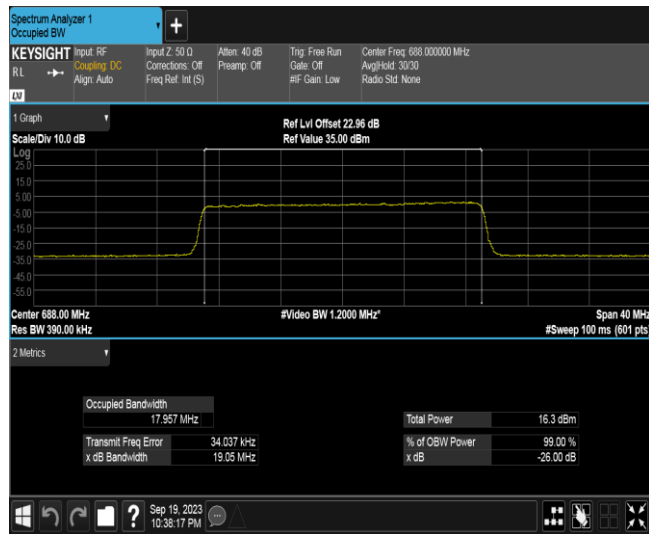 Spectrum Analyzer 1
Occupied BW
+
KEYSIGHT Input: RF Input Z: 50 Ω Atten: 40 dB Trig: Free Run Center Freq: 688.000000 MHz
RL Coupling: DC Corrections: Off Preamp: Off Gate: Off Avg|Hold: 30/30
Align: Auto Freq Ref: Int (S) #IF Gain: Low Radio Std: None
LXI
1 Graph Ref Lvl Offset 22.96 dB
Scale/Div 10.0 dB Ref Value 35.00 dBm
Log
25.0
15.0
5.00
-5.00
-15.0
-25.0
-35.0
-45.0
-55.0
Center 688.00 MHz #Video BW 1.2000 MHz* Span 40 MHz
Res BW 390.00 kHz #Sweep 100 ms (601 pts)
2 Metrics
Occupied Bandwidth
17.957 MHz Total Power 16.3 dBm
Transmit Freq Error 34.037 kHz % of OBW Power 99.00 %
x dB Bandwidth 19.05 MHz x dB -26.00 dB
? Sep 19, 2023
10:38:17 PM